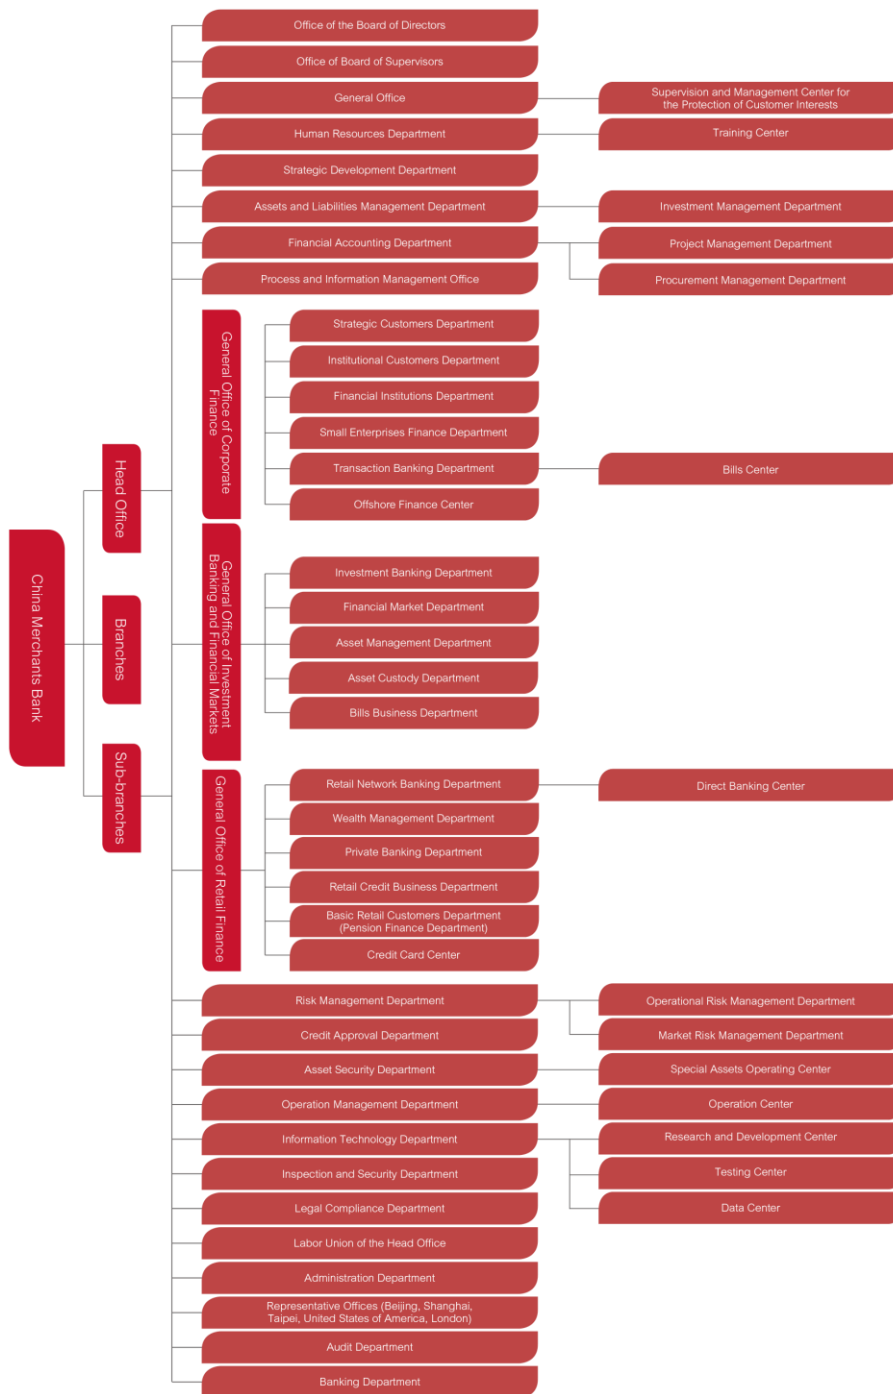 Office of the Board of Directors
Office of Board of Supervisors
General Office
Supervision and Management Center for
the Protection of Customer Interests
Human Resources Department
Training Center
Strategic Development Department
Assets and Liabilities Management Department
Investment Management Department
Financial Accounting Department
Project Management Department
Process and Information Management Office
Procurement Management Department
General Office of Corporate
Finance
Strategic Customers Department
Institutional Customers Department
Financial Institutions Department
Small Enterprises Finance Department
Transaction Banking Department
Bills Center
Offshore Finance Center
China Merchants Bank
Head Office
Branches
Sub-branches
General Office of Investment
Banking and Financial Markets
Investment Banking Department
Financial Market Department
Asset Management Department
Asset Custody Department
Bills Business Department
General Office of Retail Finance
Retail Network Banking Department
Direct Banking Center
Wealth Management Department
Private Banking Department
Retail Credit Business Department
Basic Retail Customers Department
(Pension Finance Department)
Credit Card Center
Risk Management Department
Operational Risk Management Department
Credit Approval Department
Market Risk Management Department
Asset Security Department
Special Assets Operating Center
Operation Management Department
Operation Center
Information Technology Department
Research and Development Center
Inspection and Security Department
Testing Center
Legal Compliance Department
Data Center
Labor Union of the Head Office
Administration Department
Representative Offices (Beijing, Shanghai,
Taipei, United States of America, London)
Audit Department
Banking Department